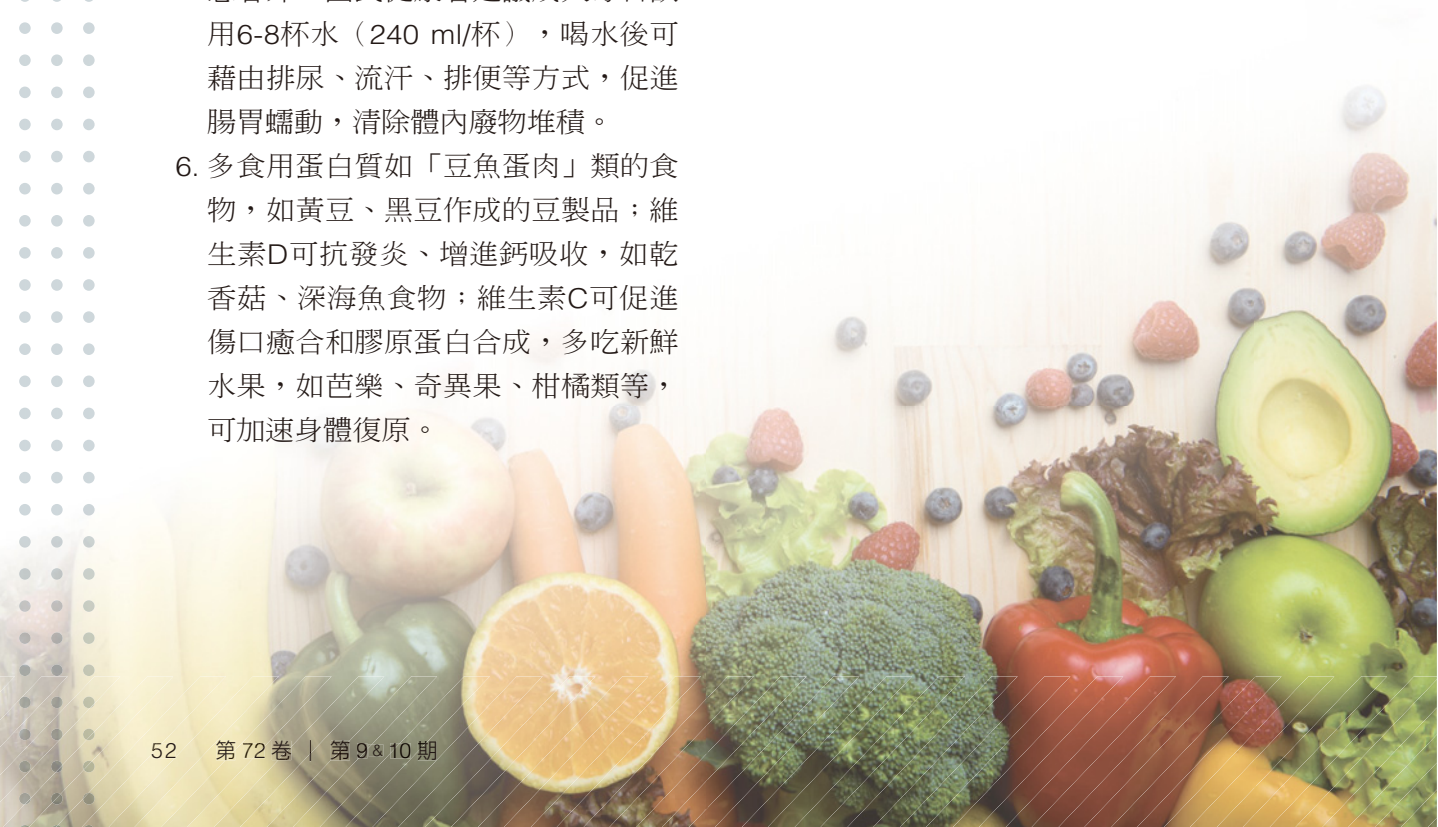 用6-8杯水（240 ml/杯），喝水後可
藉由排尿、流汗、排便等方式，促進
腸胃蠕動，清除體內廢物堆積。
6. 多食用蛋白質如「豆魚蛋肉」類的食
物，如黃豆、黑豆作成的豆製品；維
生素D可抗發炎、增進鈣吸收，如乾
香菇、深海魚食物；維生素C可促進
傷口癒合和膠原蛋白合成，多吃新鮮
水果，如芭樂、奇異果、柑橘類等，
可加速身體復原。
52 第72卷｜第9&10期